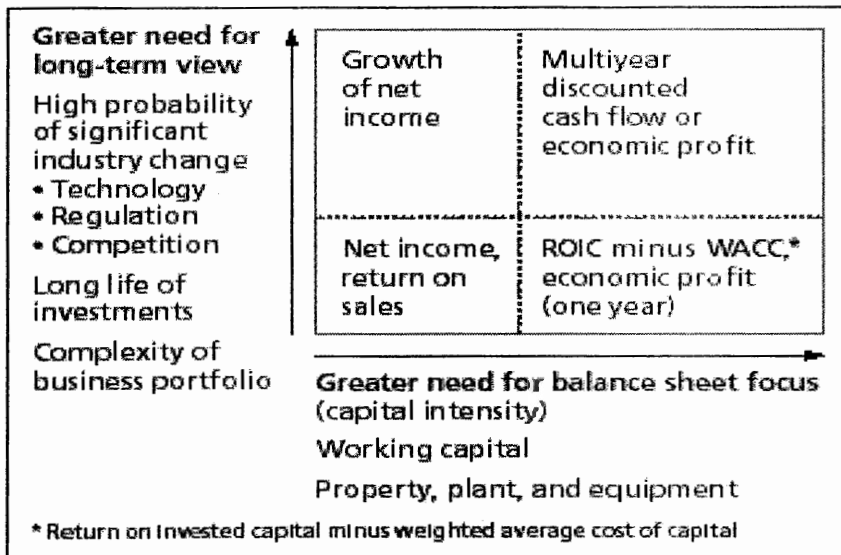 Greater need for
long-term view
High probability
of significant
industry change
• Technology
• Regulation
• Competition
Long life of
investments
Complexity of
business portfolio
Growth
of net
income
Multiyear
discounted
cash flow or
economic profit
Net income,
return on
sales
ROIC minus WACC,*
economic profit
(one year)
Greater need for balance sheet focus
(capital intensity)
Working capital
Property, plant, and equipment
* Return on invested capital minus weighted average cost of capital